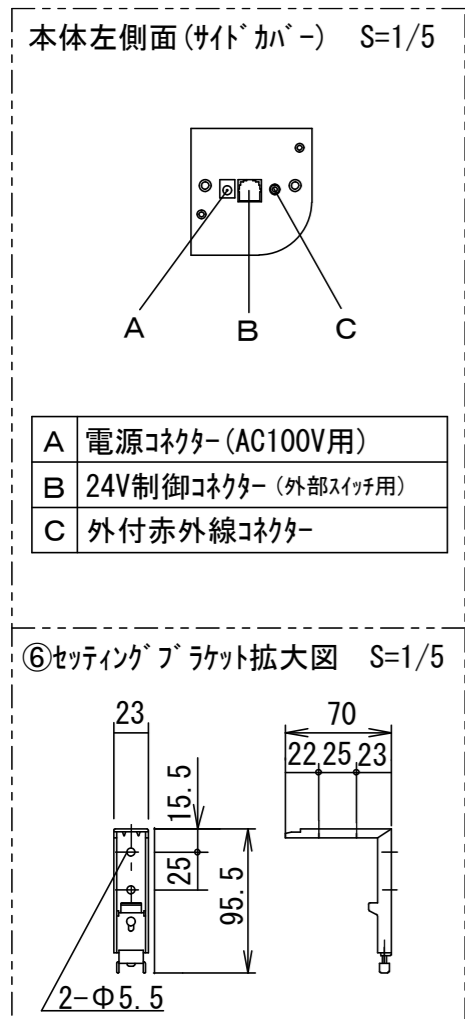 本体左側面(ｻｲﾄﾞｶﾊﾞｰ) S=1/5
A B C
A 電源ｺﾈｸﾀｰ(AC100V用)
B 24V制御ｺﾈｸﾀｰ(外部ｽｲｯﾁ用)
C 外付赤外線ｺﾈｸﾀｰ
⑥ｾｯﾃｨﾝｸﾞﾌﾞﾗｹｯﾄ拡大図 S=1/5
23
70
22 25 23
15.5
25
95.5
2-Φ5.5